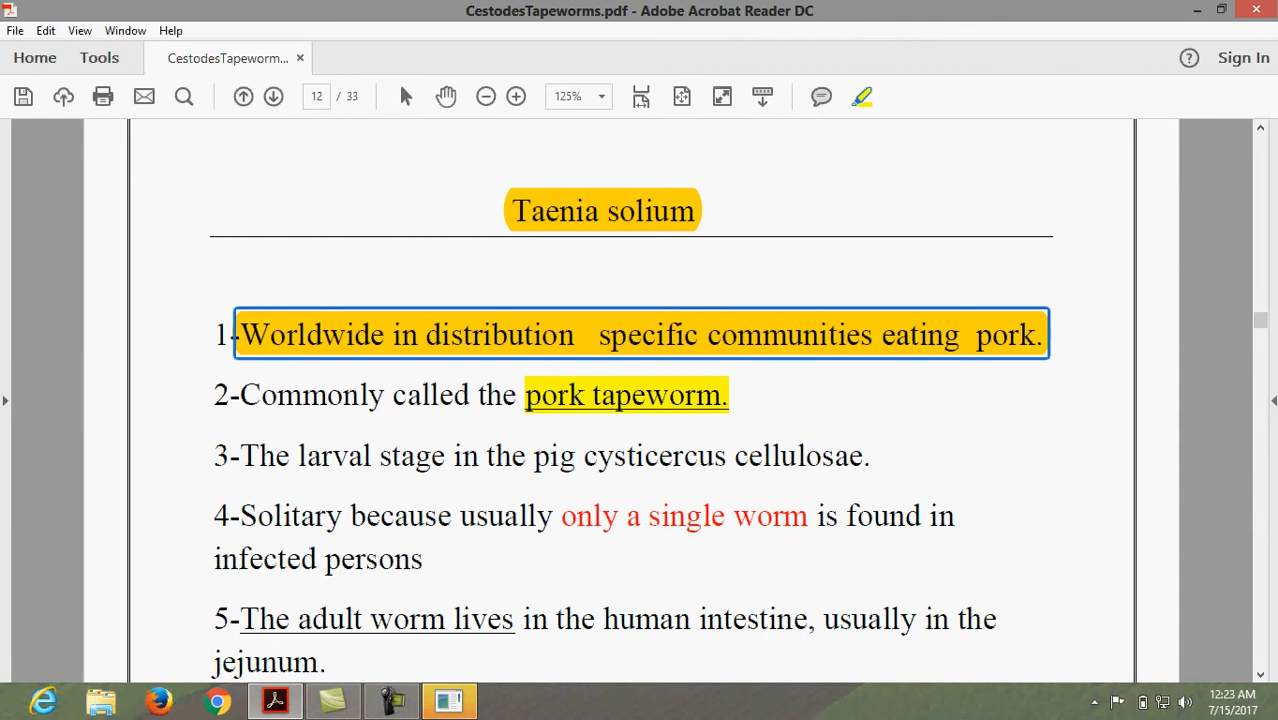 CestodesTapeworms.pdf - Adobe Acrobat Reader DC
File Edit View Window Help
Home Tools CestodesTapeworm... × Sign In
12 / 33 125%
Taenia solium
1-Worldwide in distribution specific communities eating pork.
2-Commonly called the pork tapeworm.
3-The larval stage in the pig cysticercus cellulosae.
4-Solitary because usually only a single worm is found in
infected persons
5-The adult worm lives in the human intestine, usually in the
jejunum.
12:23 AM
7/15/2017